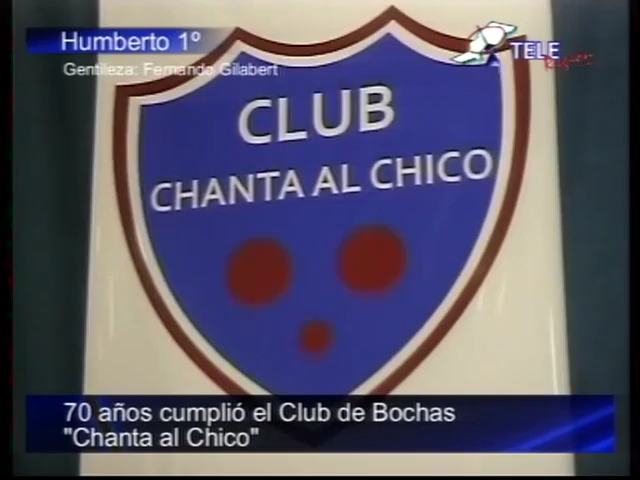 Humberto 1º
Gentileza: Fernando Gilabert
TELE
Región
CLUB
CHANTA AL CHICO
70 años cumplió el Club de Bochas
"Chanta al Chico"